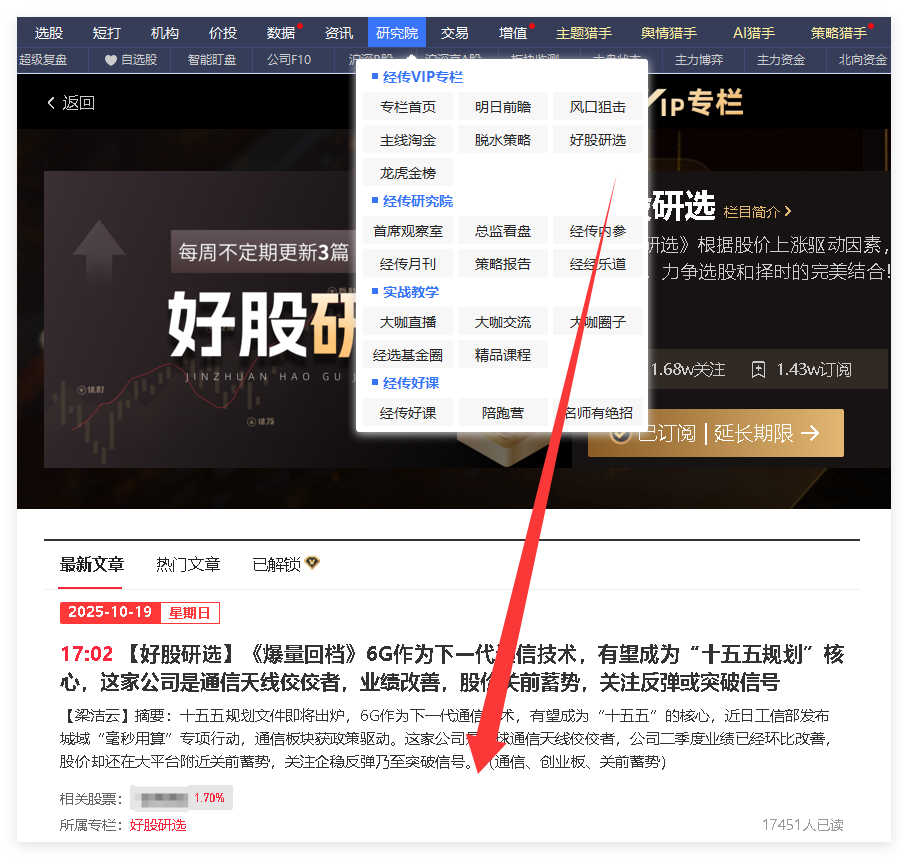 选股 短打 机构 价投 数据 资讯 研究院 交易 增值 主题猎手 舆情猎手 AI猎手 策略猎手
超级复盘 自选股 智能盯盘 公司F10 主力博弈 主力资金 北向资金
返回
VIP专栏
经传VIP专栏
专栏首页 明日前瞻 风口狙击
主线淘金 脱水策略 好股研选
龙虎金榜
经传研究院
首席观察室 总监看盘 经传内参
经传月刊 策略报告 经经乐道
实战教学
大咖直播 大咖交流 大咖圈子
经选基金圈 精品课程
经传好课
经传好课 陪跑营 名师有绝招
每周不定期更新3篇
好股研
JINZHUAN HAO GU
18.87
18.75
研选 栏目简介
研选》根据股价上涨驱动因素,
力争选股和择时的完美结合!
1.68w关注 1.43w订阅
已订阅 | 延长期限
最新文章 热门文章 已解锁
2025-10-19 星期日
17:02 【好股研选】《爆量回档》6G作为下一代通信技术，有望成为“十五五规划”核
心，这家公司是通信天线佼佼者，业绩改善，股价关前蓄势，关注反弹或突破信号
【梁洁云】摘要：十五五规划文件即将出炉，6G作为下一代通信技术，有望成为“十五五”的核心，近日工信部发布
城域“毫秒用算”专项行动，通信板块获政策驱动。这家公司是全球通信天线佼佼者，公司二季度业绩已经环比改善，
股价却还在大平台附近关前蓄势，关注企稳反弹乃至突破信号。（通信、创业板、关前蓄势）
相关股票： 1.70%
所属专栏：好股研选
17451人已读